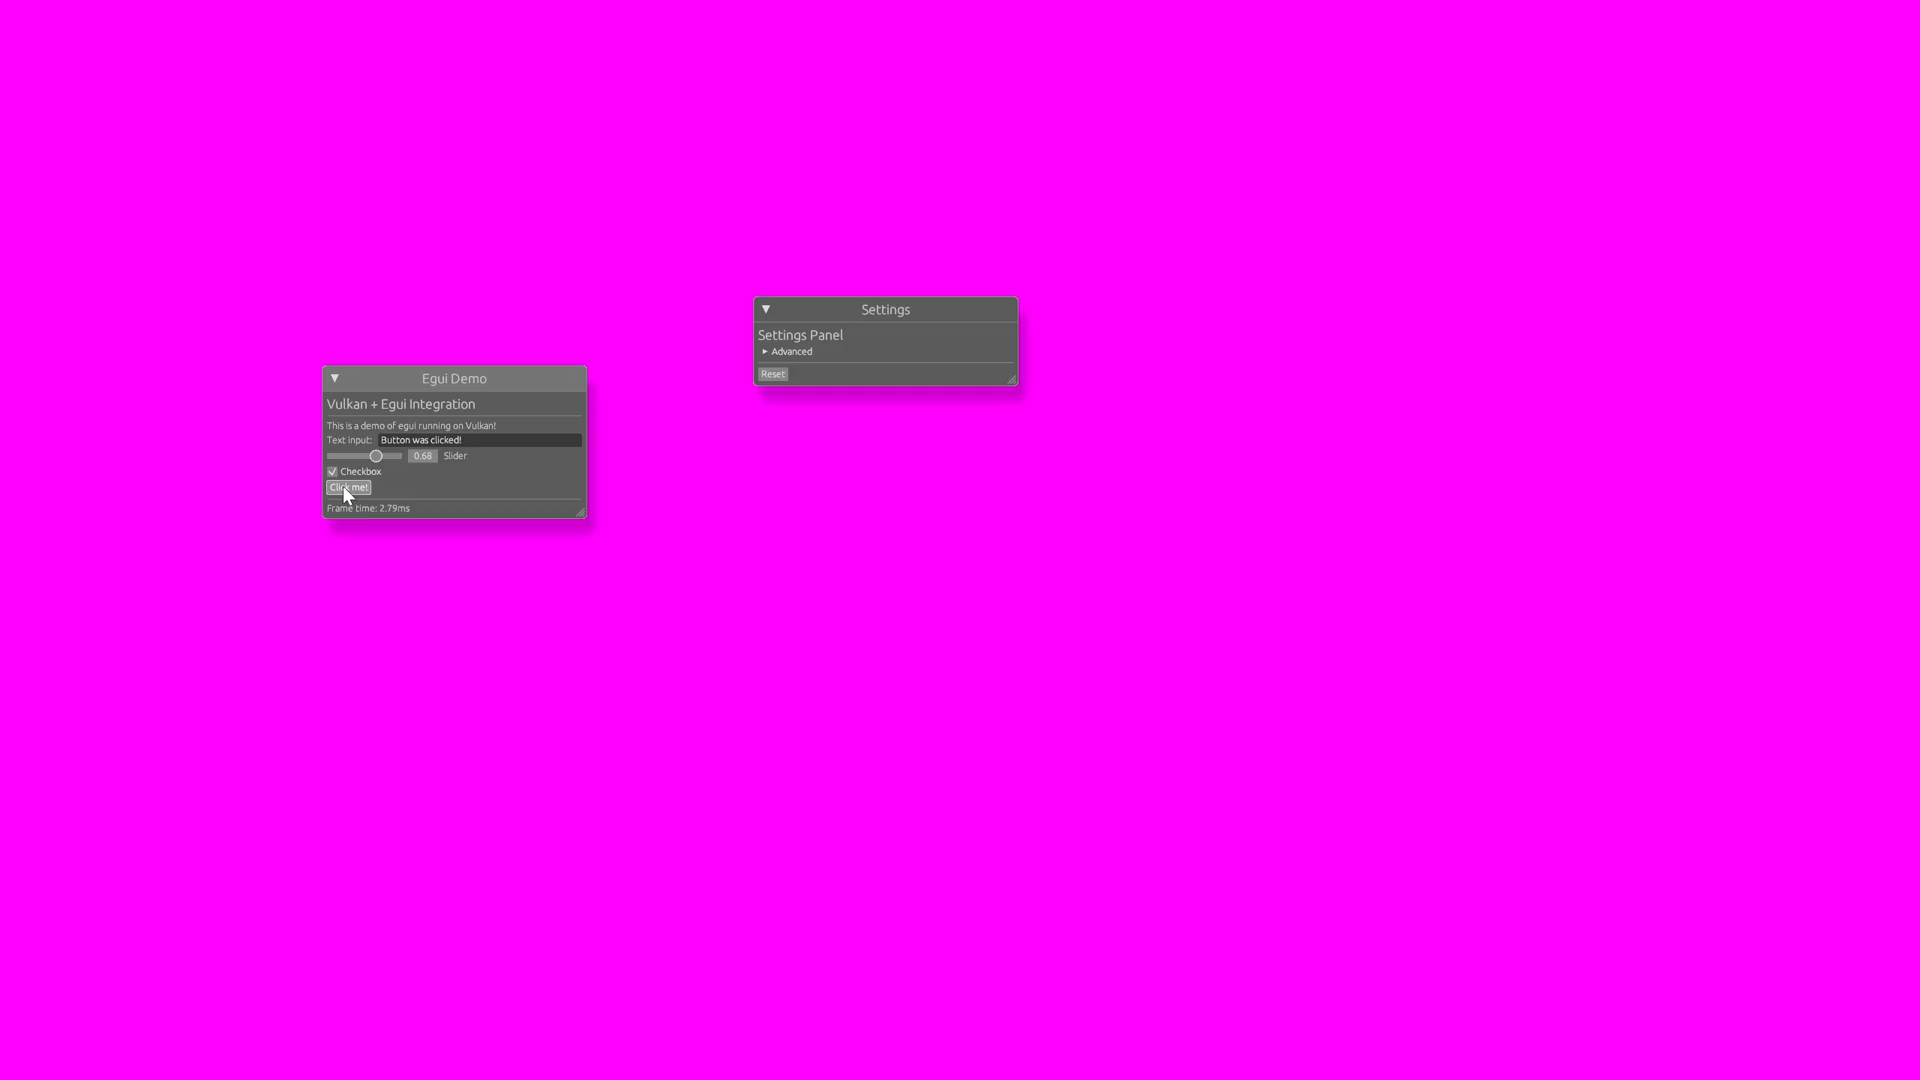 Settings
Settings Panel
Advanced
Reset
Egui Demo
Vulkan + Egui Integration
This is a demo of egui running on Vulkan!
Text input: Button was clicked!
0.68 Slider
Checkbox
Click me!
Frame time: 2.79ms